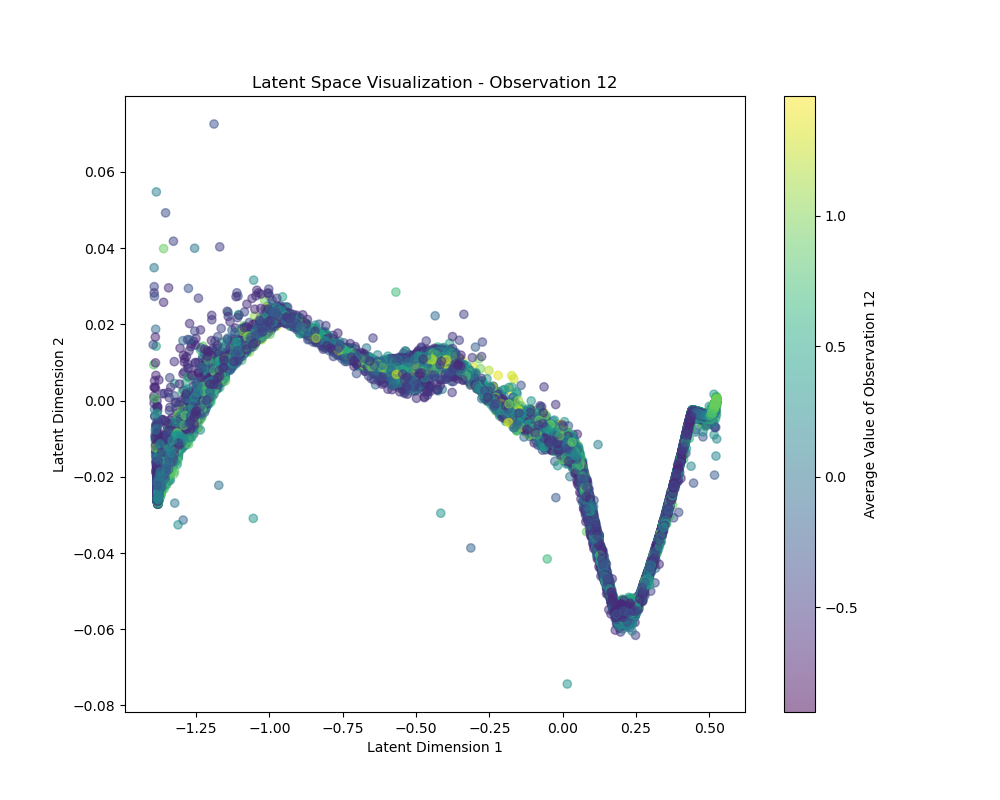 Latent Space Visualization - Observation 12
0.06
0.04
0.02
0.00
−0.02
−0.04
−0.06
−0.08
Latent Dimension 2
−1.25 −1.00 −0.75 −0.50 −0.25 0.00 0.25 0.50
Latent Dimension 1
1.0
0.5
0.0
−0.5
Average Value of Observation 12